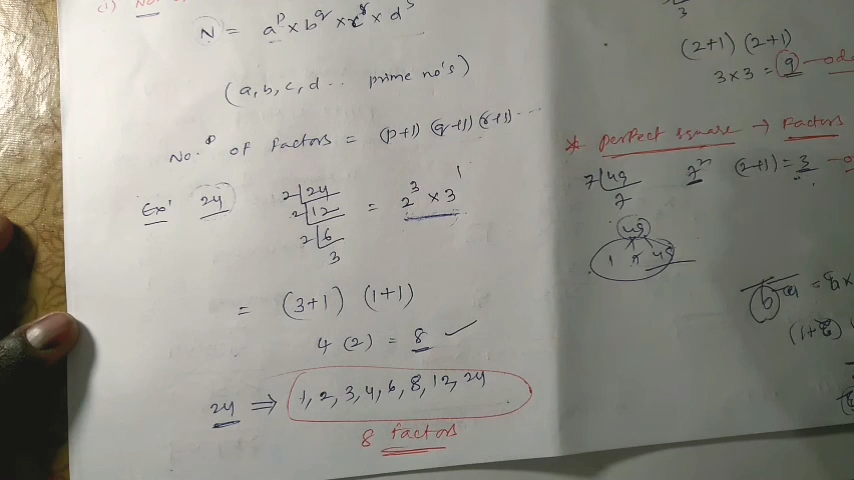 (1)
N = a^p × b^q × c^r × d^s
(a, b, c, d ... prime no's)
No. of factors = (p+1) (q+1) (r+1) ....
Ex: 24
2 | 24
2 | 12
2 | 6
3
= 2^3 × 3^1
= (3+1) (1+1)
4 (2) = 8 ✓
24 ⇒ 1, 2, 3, 4, 6, 8, 12, 24
8 factors
3
(2+1) (2+1)
3 × 3 = 9
* Perfect square → Factors
7 | 49
7
7^2
(2+1) = 3
49
1 7 49